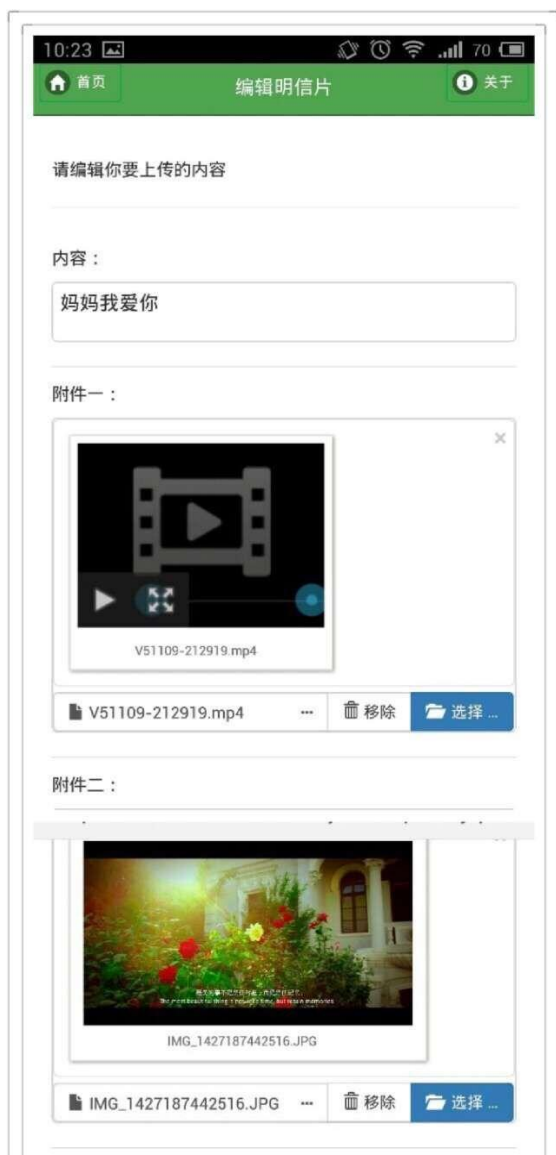 10:23 70
首页 编辑明信片 关于
请编辑你要上传的内容
内容：
妈妈我爱你
附件一：
×
V51109-212919.mp4
V51109-212919.mp4 ... 移除 选择 ...
附件二：
IMG_1427187442516.JPG
IMG_1427187442516.JPG ... 移除 选择 ...